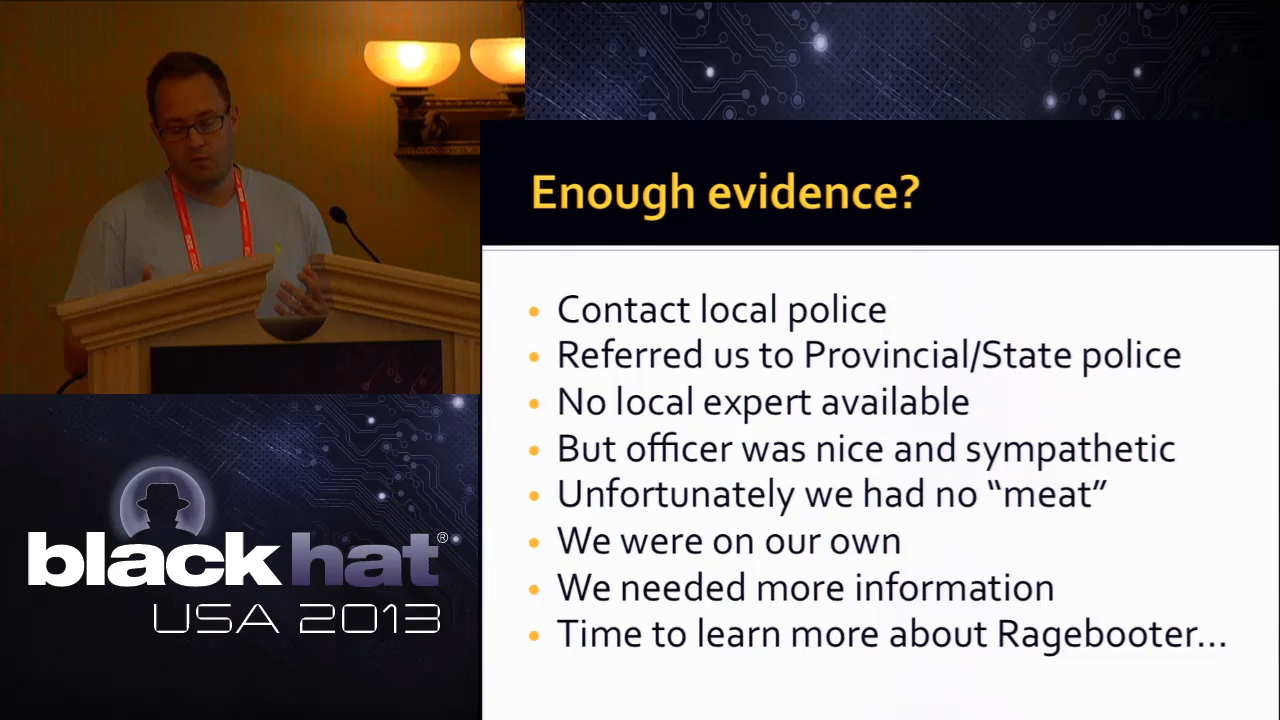 Enough evidence?
• Contact local police
• Referred us to Provincial/State police
• No local expert available
• But officer was nice and sympathetic
• Unfortunately we had no “meat”
• We were on our own
• We needed more information
• Time to learn more about Ragebooter...
blackhat®
USA 2013